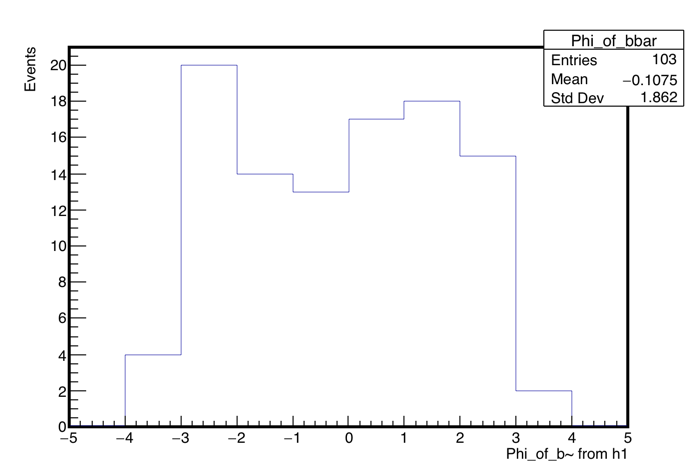 Phi_of_bbar
Entries 103
Mean −0.1075
Std Dev 1.862
Events
20
18
16
14
12
10
8
6
4
2
0
−5 −4 −3 −2 −1 0 1 2 3 4 5
Phi_of_b~ from h1